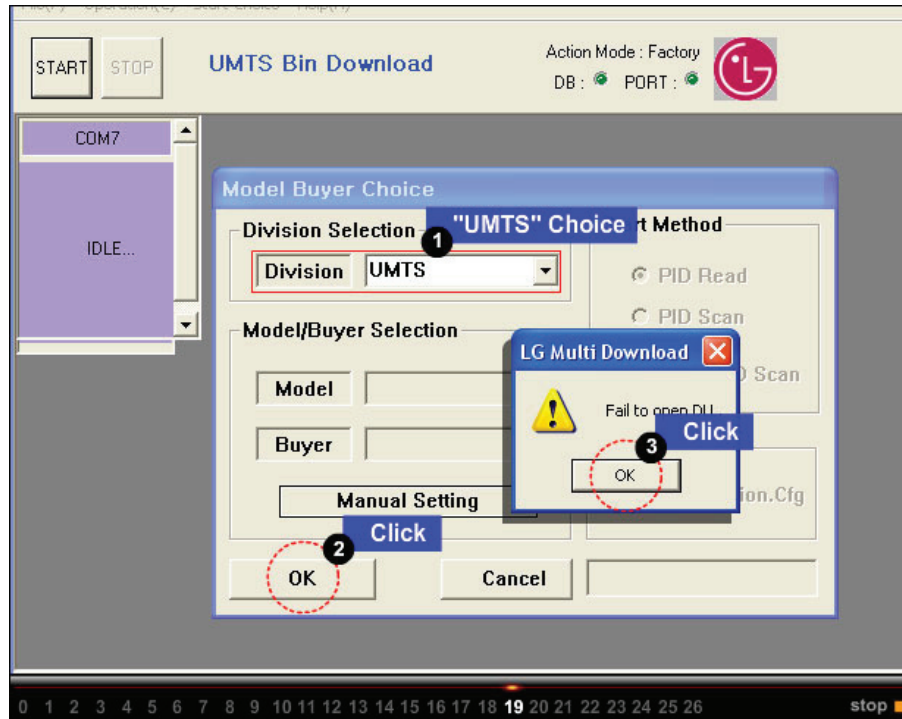 START STOP UMTS Bin Download Action Mode : Factory
DB : PORT :
COM7
IDLE...
Model Buyer Choice
Division Selection
1
"UMTS" Choice
rt Method
Division UMTS
PID Read
PID Scan
Model/Buyer Selection
Scan
Model
Buyer
Manual Setting
ion.Cfg
LG Multi Download
Fail to open
3
Click
OK
2
Click
OK Cancel
0 1 2 3 4 5 6 7 8 9 10 11 12 13 14 15 16 17 18 19 20 21 22 23 24 25 26 stop